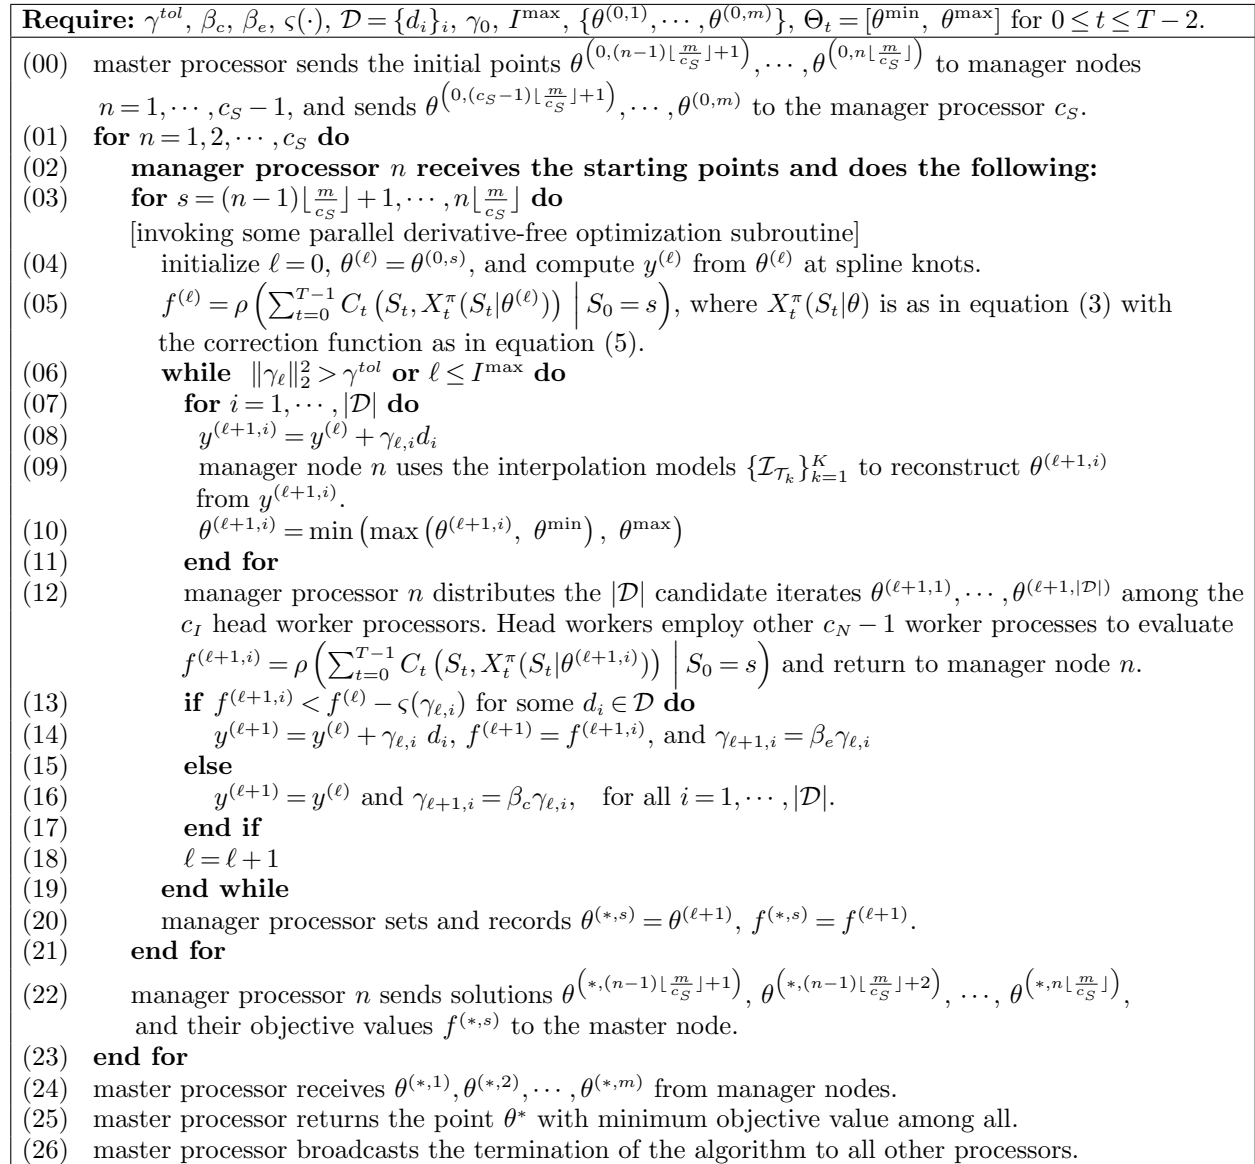 Require: γ^{tol}, β_c, β_e, ς(·), 𝒟 = {d_i}_i, γ_0, I^{max}, {θ^{(0,1)}, ⋯, θ^{(0,m)}}, Θ_t = [θ^{min}, θ^{max}] for 0 ≤ t ≤ T − 2.
(00) master processor sends the initial points θ^{(0,(n−1)⌊m/c_S⌋+1)}, ⋯, θ^{(0,n⌊m/c_S⌋)} to manager nodes
n = 1, ⋯, c_S − 1, and sends θ^{(0,(c_S−1)⌊m/c_S⌋+1)}, ⋯, θ^{(0,m)} to the manager processor c_S.
(01) for n = 1, 2, ⋯, c_S do
(02) manager processor n receives the starting points and does the following:
(03) for s = (n − 1)⌊m/c_S⌋ + 1, ⋯, n⌊m/c_S⌋ do
[invoking some parallel derivative-free optimization subroutine]
(04) initialize ℓ = 0, θ^{(ℓ)} = θ^{(0,s)}, and compute y^{(ℓ)} from θ^{(ℓ)} at spline knots.
(05) f^{(ℓ)} = ρ(∑_{t=0}^{T−1} C_t (S_t, X_t^π(S_t|θ^{(ℓ)})) | S_0 = s), where X_t^π(S_t|θ) is as in equation (3) with
the correction function as in equation (5).
(06) while ‖γ_ℓ‖_2^2 > γ^{tol} or ℓ ≤ I^{max} do
(07) for i = 1, ⋯, |𝒟| do
(08) y^{(ℓ+1,i)} = y^{(ℓ)} + γ_{ℓ,i}d_i
(09) manager node n uses the interpolation models {ℐ_{𝒯_k}}_{k=1}^K to reconstruct θ^{(ℓ+1,i)}
from y^{(ℓ+1,i)}.
(10) θ^{(ℓ+1,i)} = min (max (θ^{(ℓ+1,i)}, θ^{min}), θ^{max})
(11) end for
(12) manager processor n distributes the |𝒟| candidate iterates θ^{(ℓ+1,1)}, ⋯, θ^{(ℓ+1,|𝒟|)} among the
c_I head worker processors. Head workers employ other c_N − 1 worker processes to evaluate
f^{(ℓ+1,i)} = ρ(∑_{t=0}^{T−1} C_t (S_t, X_t^π(S_t|θ^{(ℓ+1,i)})) | S_0 = s) and return to manager node n.
(13) if f^{(ℓ+1,i)} < f^{(ℓ)} − ς(γ_{ℓ,i}) for some d_i ∈ 𝒟 do
(14) y^{(ℓ+1)} = y^{(ℓ)} + γ_{ℓ,i} d_i, f^{(ℓ+1)} = f^{(ℓ+1,i)}, and γ_{ℓ+1,i} = β_eγ_{ℓ,i}
(15) else
(16) y^{(ℓ+1)} = y^{(ℓ)} and γ_{ℓ+1,i} = β_cγ_{ℓ,i}, for all i = 1, ⋯, |𝒟|.
(17) end if
(18) ℓ = ℓ + 1
(19) end while
(20) manager processor sets and records θ^{(∗,s)} = θ^{(ℓ+1)}, f^{(∗,s)} = f^{(ℓ+1)}.
(21) end for
(22) manager processor n sends solutions θ^{(∗,(n−1)⌊m/c_S⌋+1)}, θ^{(∗,(n−1)⌊m/c_S⌋+2)}, ⋯, θ^{(∗,n⌊m/c_S⌋)},
and their objective values f^{(∗,s)} to the master node.
(23) end for
(24) master processor receives θ^{(∗,1)}, θ^{(∗,2)}, ⋯, θ^{(∗,m)} from manager nodes.
(25) master processor returns the point θ^∗ with minimum objective value among all.
(26) master processor broadcasts the termination of the algorithm to all other processors.